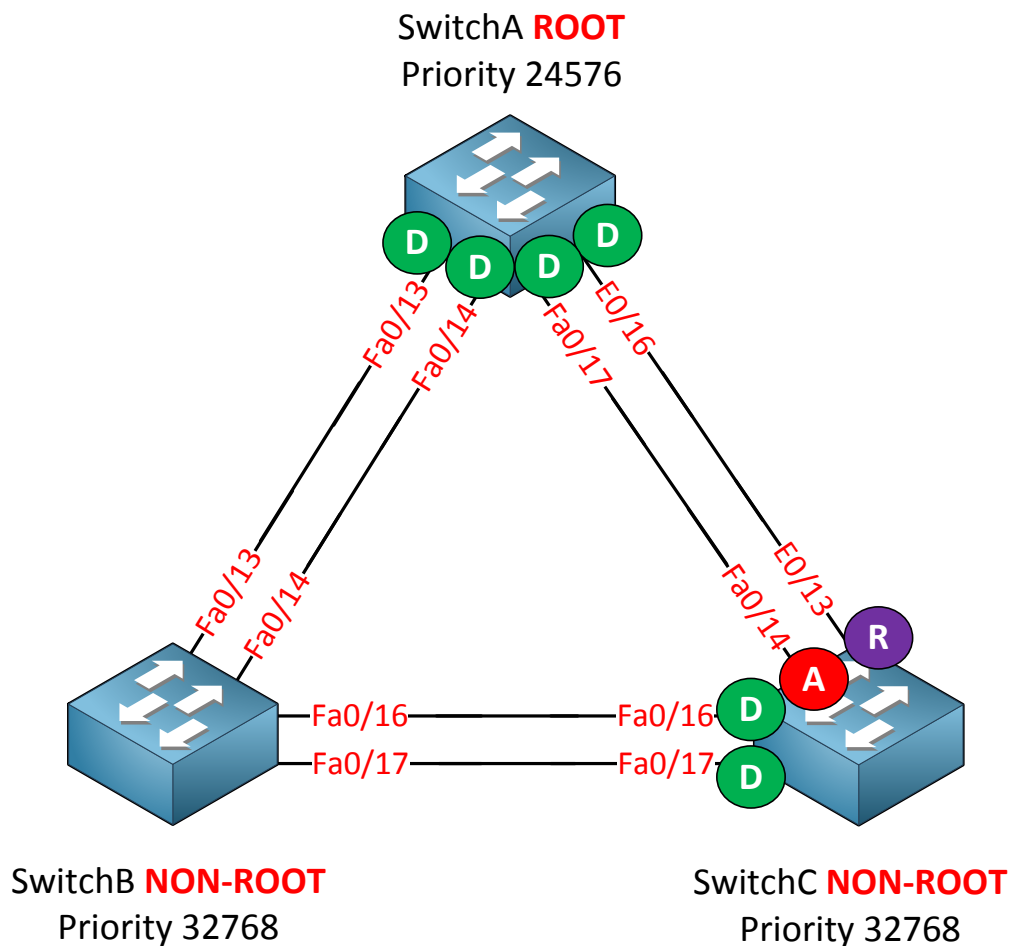 SwitchA ROOT
Priority 24576
D
D
D
D
Fa0/13
Fa0/14
Fa0/17
E0/16
Fa0/13
Fa0/14
Fa0/14
E0/13
R
A
D
D
Fa0/16
Fa0/16
Fa0/17
Fa0/17
SwitchB NON-ROOT
Priority 32768
SwitchC NON-ROOT
Priority 32768